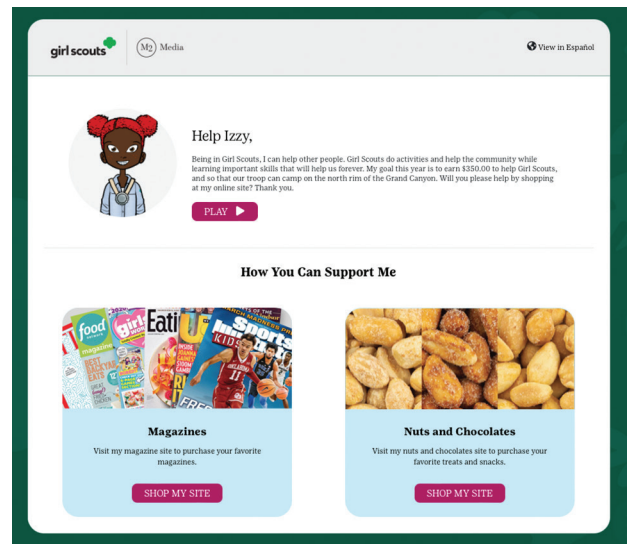 girl scouts
M2 Media
View in Español
Help Izzy,
Being in Girl Scouts, I can help other people. Girl Scouts do activities and help the community while
learning important skills that will help us forever. My goal this year is to earn $350.00 to help Girl Scouts,
and so that our troop can camp on the north rim of the Grand Canyon. Will you please help by shopping
at my online site? Thank you.
PLAY
How You Can Support Me
food
magazine
girls
Eati
Sports
KIDS
OKLAHOMA
11
Magazines
Visit my magazine site to purchase your favorite
magazines.
SHOP MY SITE
Nuts and Chocolates
Visit my nuts and chocolates site to purchase your
favorite treats and snacks.
SHOP MY SITE